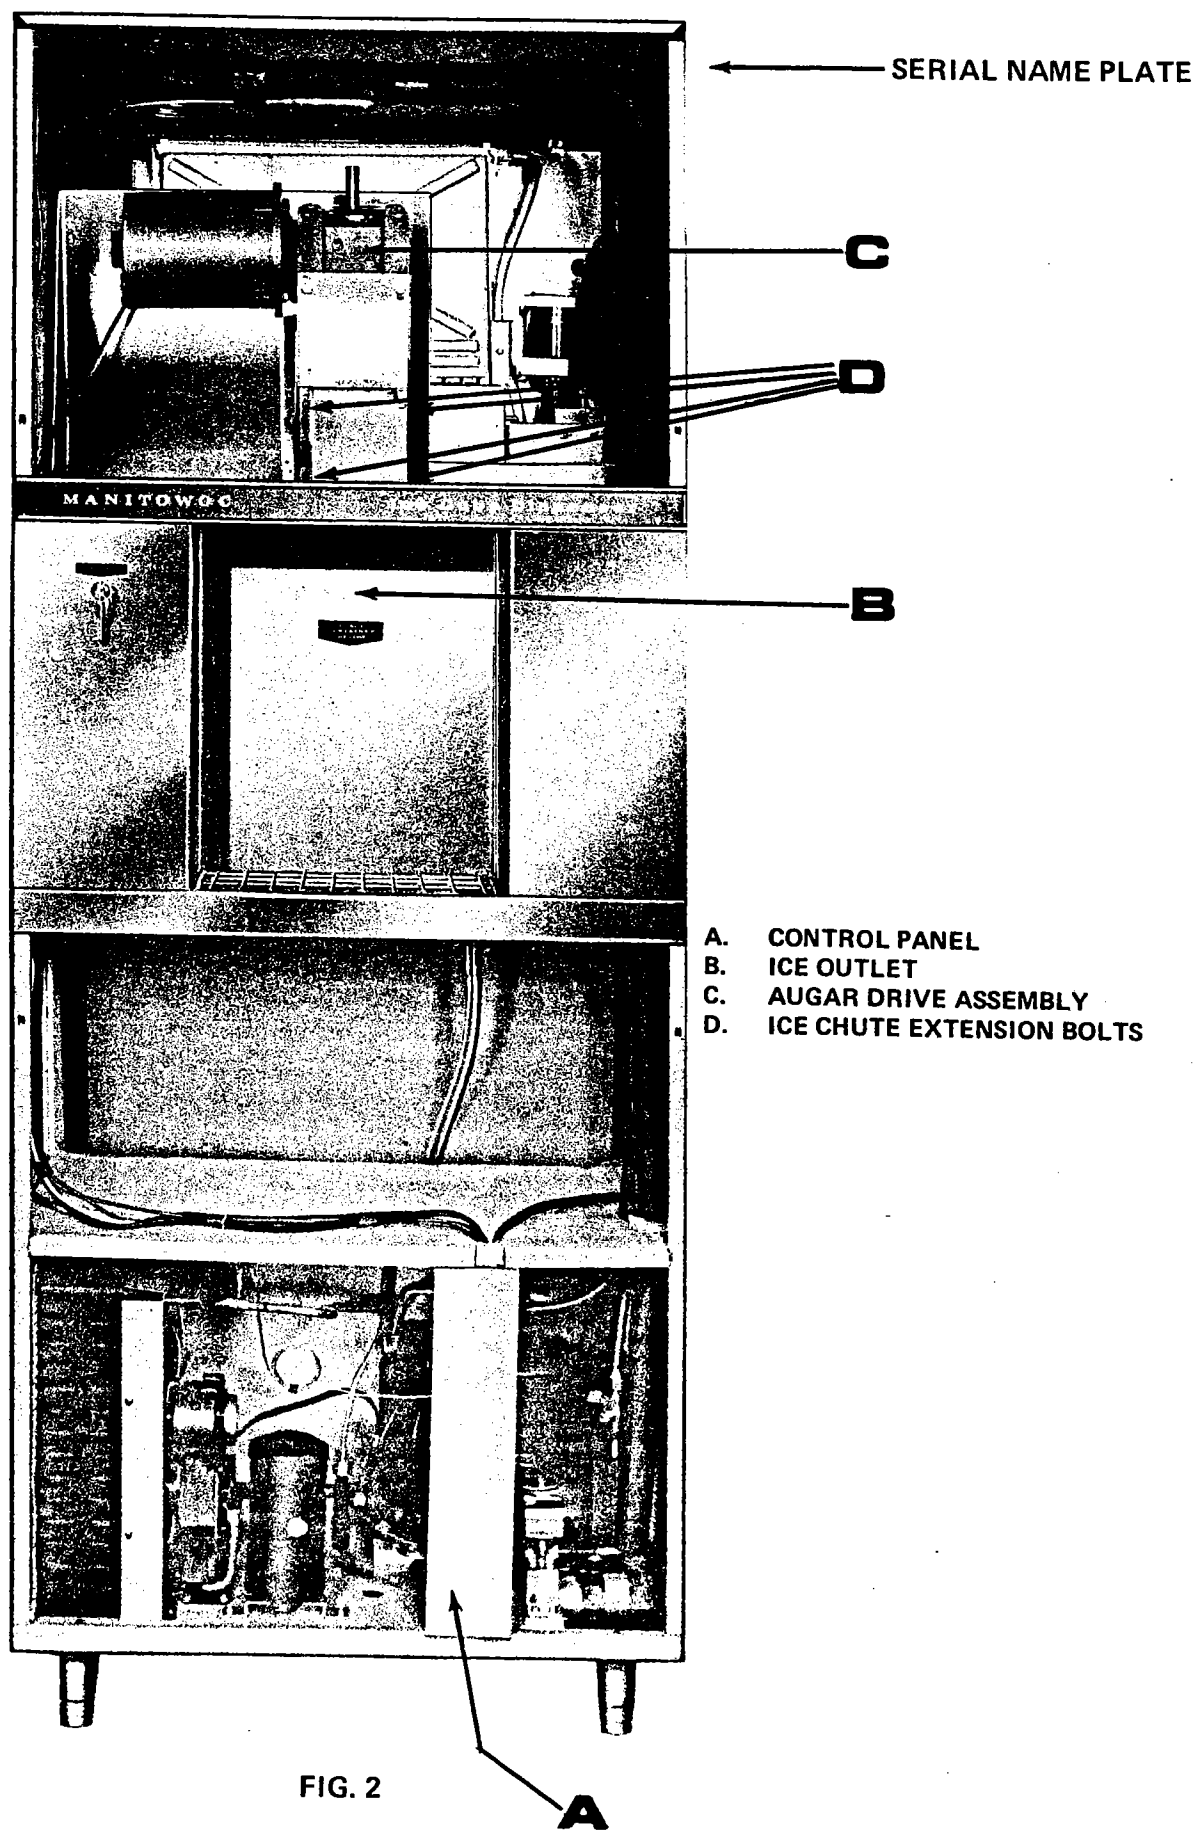 SERIAL NAME PLATE
C
D
MANITOWOC
B
A. CONTROL PANEL
B. ICE OUTLET
C. AUGAR DRIVE ASSEMBLY
D. ICE CHUTE EXTENSION BOLTS
FIG. 2
A